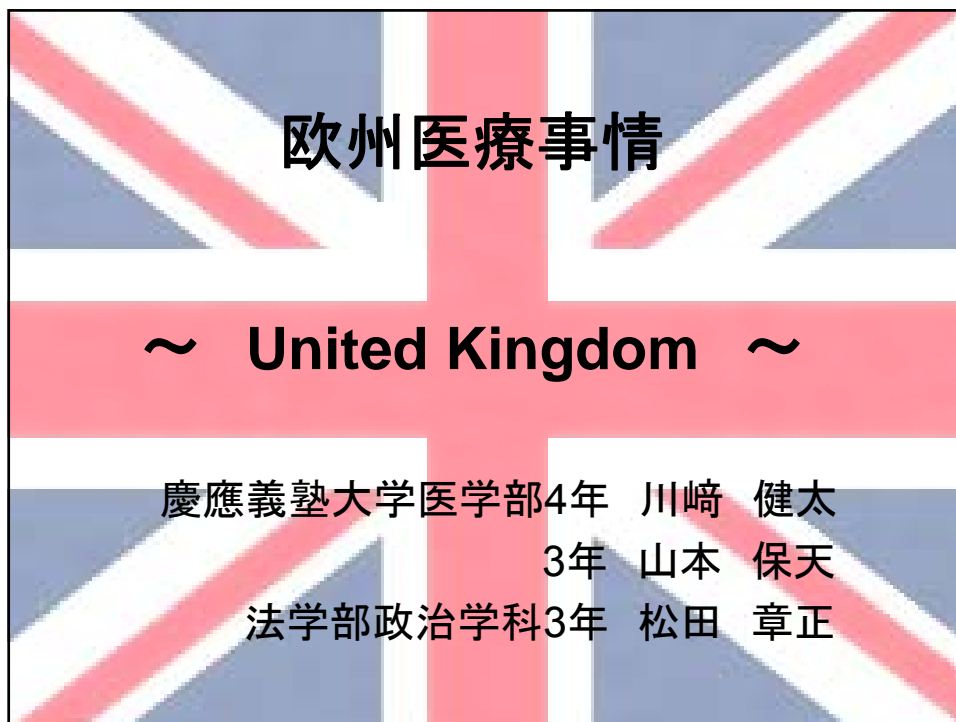 欧州医療事情
～ United Kingdom ～
慶應義塾大学医学部4年　川﨑　健太
3年　山本　保天
法学部政治学科3年　松田　章正